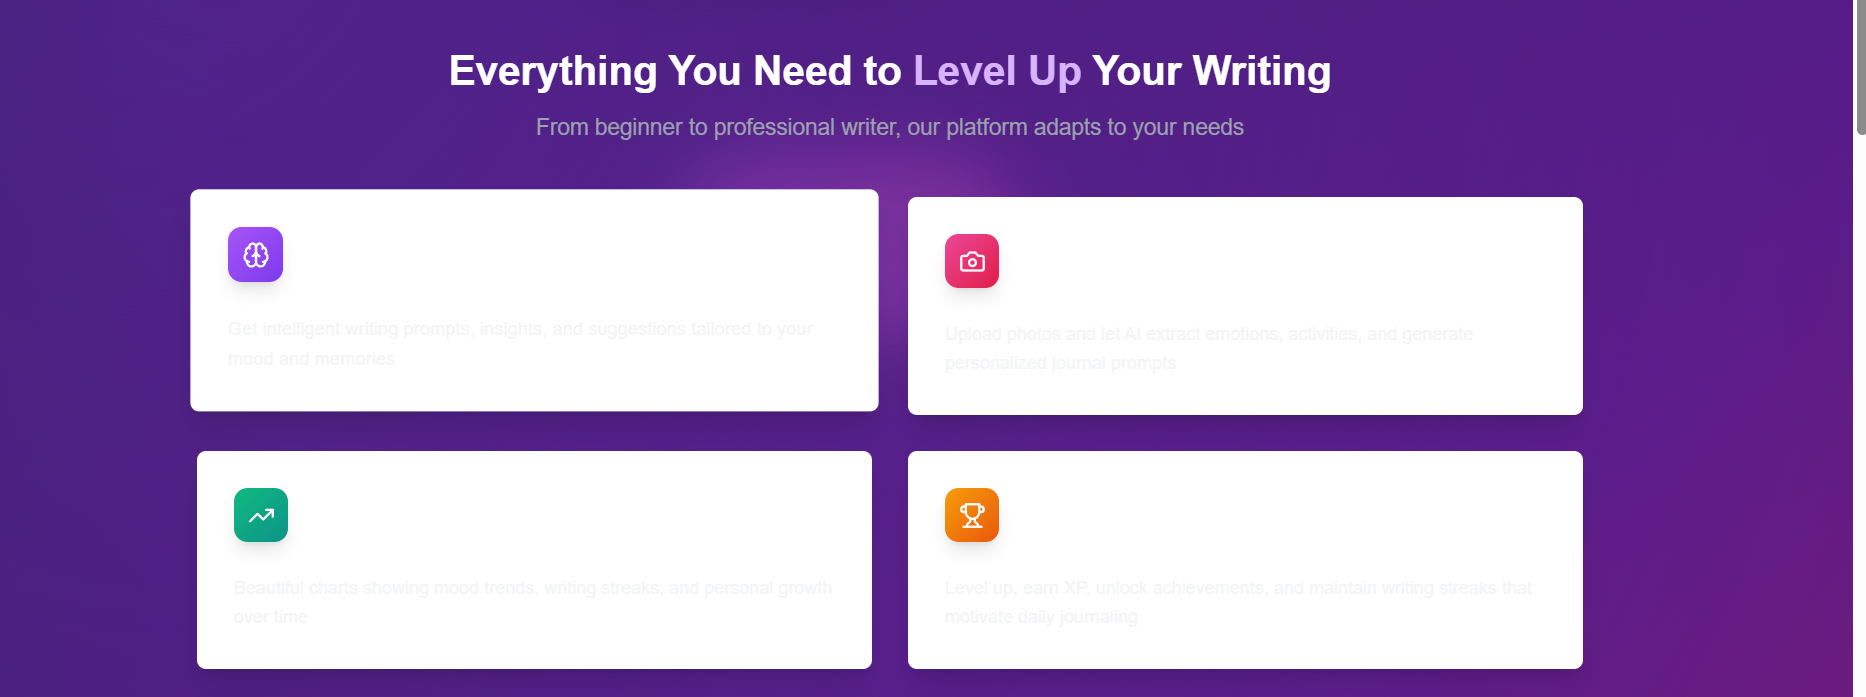 Everything You Need to Level Up Your Writing
From beginner to professional writer, our platform adapts to your needs
Get intelligent writing prompts, insights, and suggestions tailored to your
mood and memories
Upload photos and let AI extract emotions, activities, and generate
personalized journal prompts
Beautiful charts showing mood trends, writing streaks, and personal growth
over time
Level up, earn XP, unlock achievements, and maintain writing streaks that
motivate daily journaling